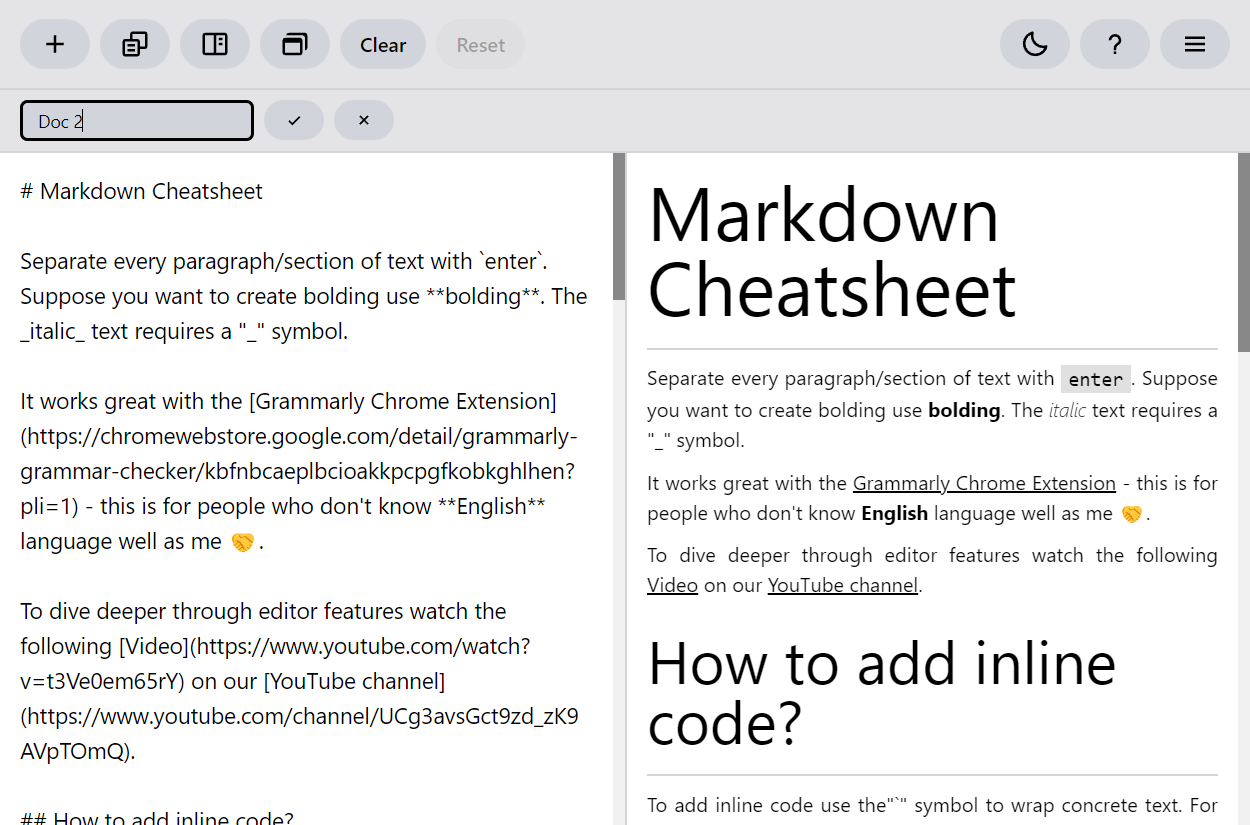 Clear
Reset
?
Doc 2
# Markdown Cheatsheet
Separate every paragraph/section of text with `enter`.
Suppose you want to create bolding use **bolding**. The
_italic_ text requires a "_" symbol.
It works great with the [Grammarly Chrome Extension]
(https://chromewebstore.google.com/detail/grammarly-
grammar-checker/kbfnbcaeplbcioakkpcpgfkobkghlhen?
pli=1) - this is for people who don't know **English**
language well as me 🤝.
To dive deeper through editor features watch the
following [Video](https://www.youtube.com/watch?
v=t3Ve0em65rY) on our [YouTube channel]
(https://www.youtube.com/channel/UCg3avsGct9zd_zK9
AVpTOmQ).
## How to add inline code?
Markdown
Cheatsheet
Separate every paragraph/section of text with enter. Suppose
you want to create bolding use bolding. The italic text requires a
"_" symbol.
It works great with the Grammarly Chrome Extension - this is for
people who don't know English language well as me 🤝.
To dive deeper through editor features watch the following
Video on our YouTube channel.
How to add inline
code?
To add inline code use the"`" symbol to wrap concrete text. For